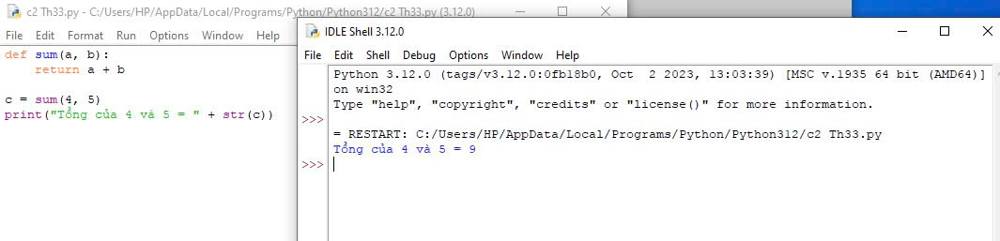 c2 Th33.py - C:/Users/HP/AppData/Local/Programs/Python/Python312/c2 Th33.py (3.12.0)
File Edit Format Run Options Window Help
def sum(a, b):
    return a + b
c = sum(4, 5)
print("Tổng của 4 và 5 = " + str(c))
IDLE Shell 3.12.0
File Edit Shell Debug Options Window Help
Python 3.12.0 (tags/v3.12.0:0fb18b0, Oct  2 2023, 13:03:39) [MSC v.1935 64 bit (AMD64)]
on win32
Type "help", "copyright", "credits" or "license()" for more information.
>>>
= RESTART: C:/Users/HP/AppData/Local/Programs/Python/Python312/c2 Th33.py
Tổng của 4 và 5 = 9
>>>